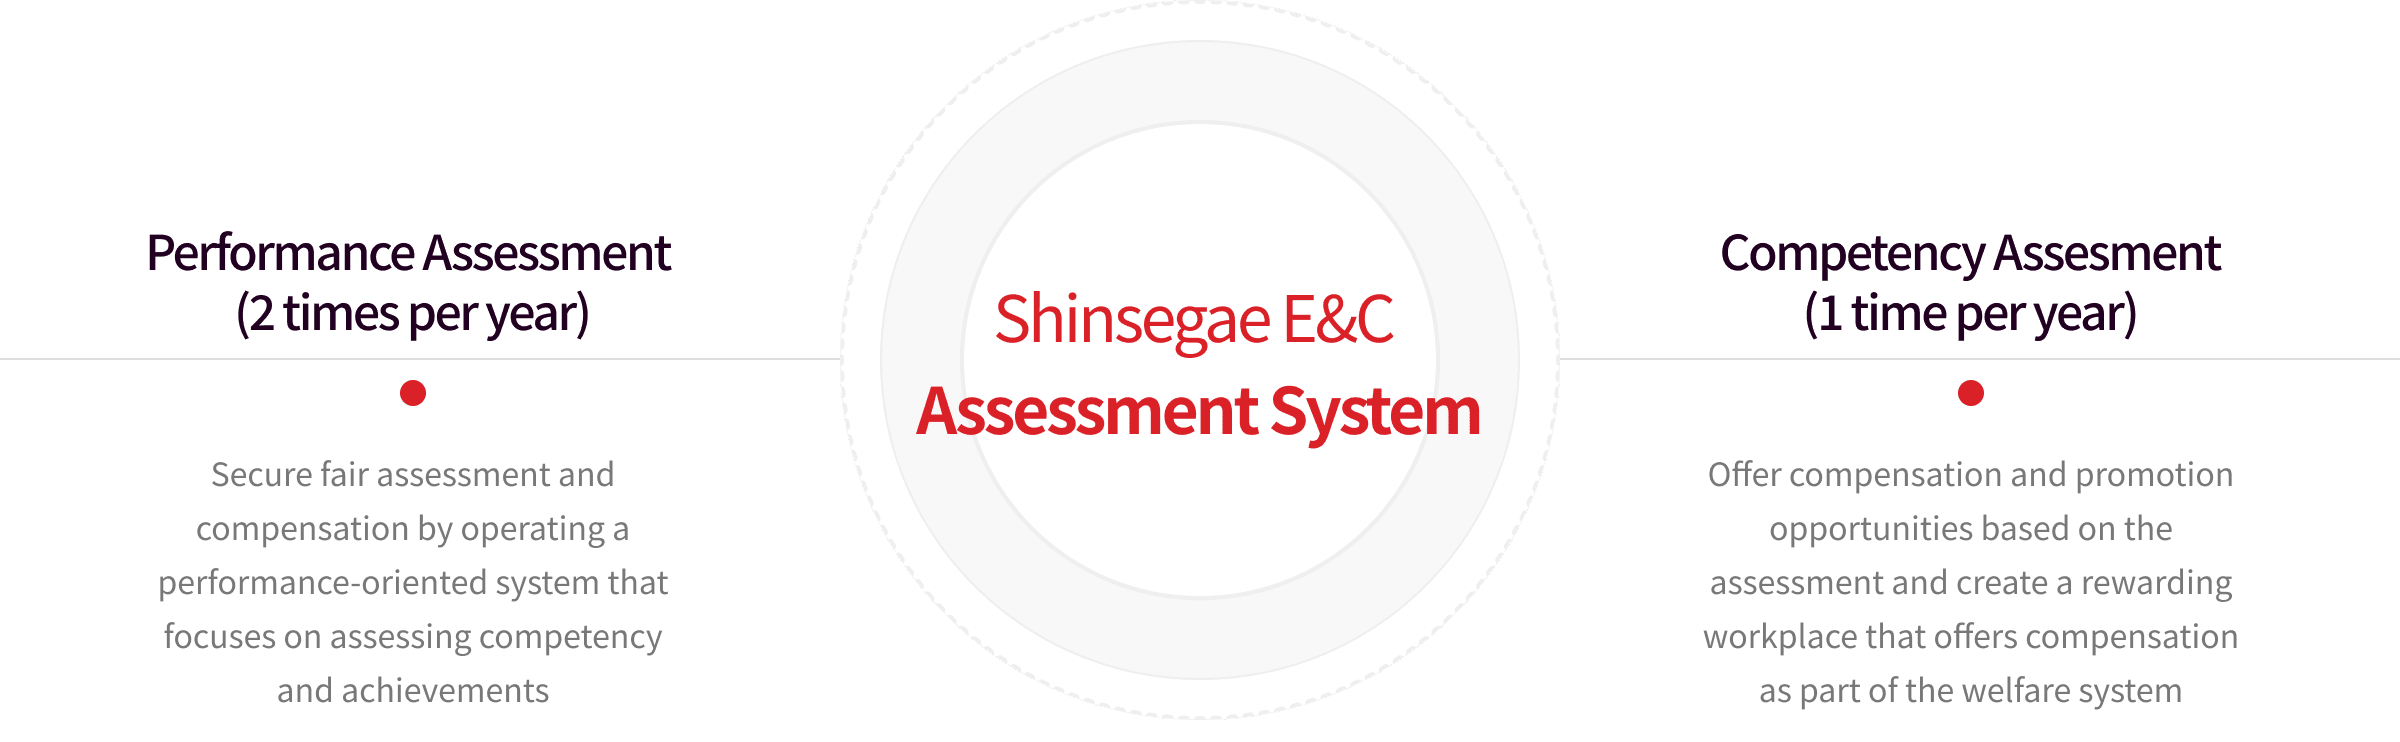 Performance Assessment
(2 times per year)
Secure fair assessment and
compensation by operating a
performance-oriented system that
focuses on assessing competency
and achievements
Shinsegae E&C
Assessment System
Competency Assesment
(1 time per year)
Offer compensation and promotion
opportunities based on the
assessment and create a rewarding
workplace that offers compensation
as part of the welfare system